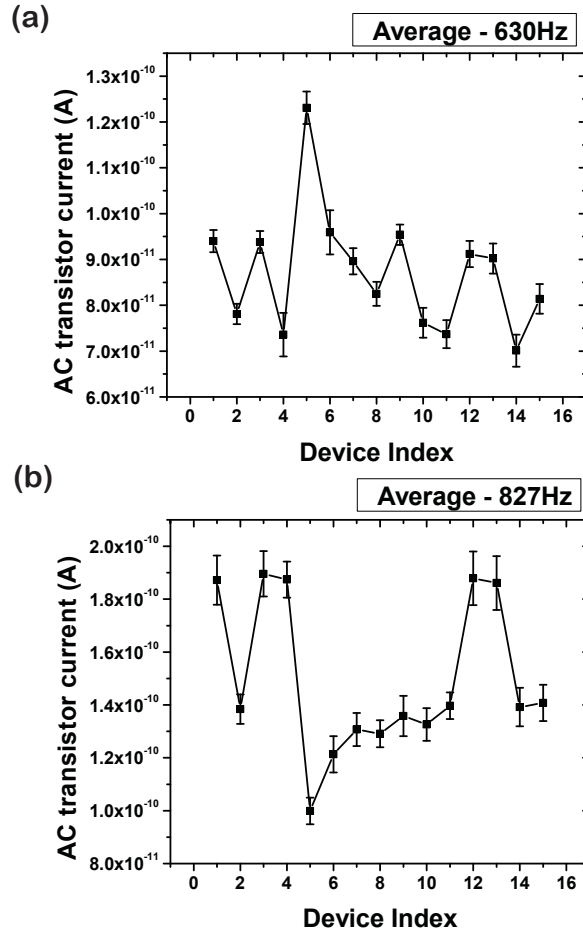 (a)
Average - 630Hz
AC transistor current (A)
1.3x10⁻¹⁰
1.2x10⁻¹⁰
1.1x10⁻¹⁰
1.0x10⁻¹⁰
9.0x10⁻¹¹
8.0x10⁻¹¹
7.0x10⁻¹¹
6.0x10⁻¹¹
0 2 4 6 8 10 12 14 16
Device Index
(b)
Average - 827Hz
AC transistor current (A)
2.0x10⁻¹⁰
1.8x10⁻¹⁰
1.6x10⁻¹⁰
1.4x10⁻¹⁰
1.2x10⁻¹⁰
1.0x10⁻¹⁰
8.0x10⁻¹¹
0 2 4 6 8 10 12 14 16
Device Index